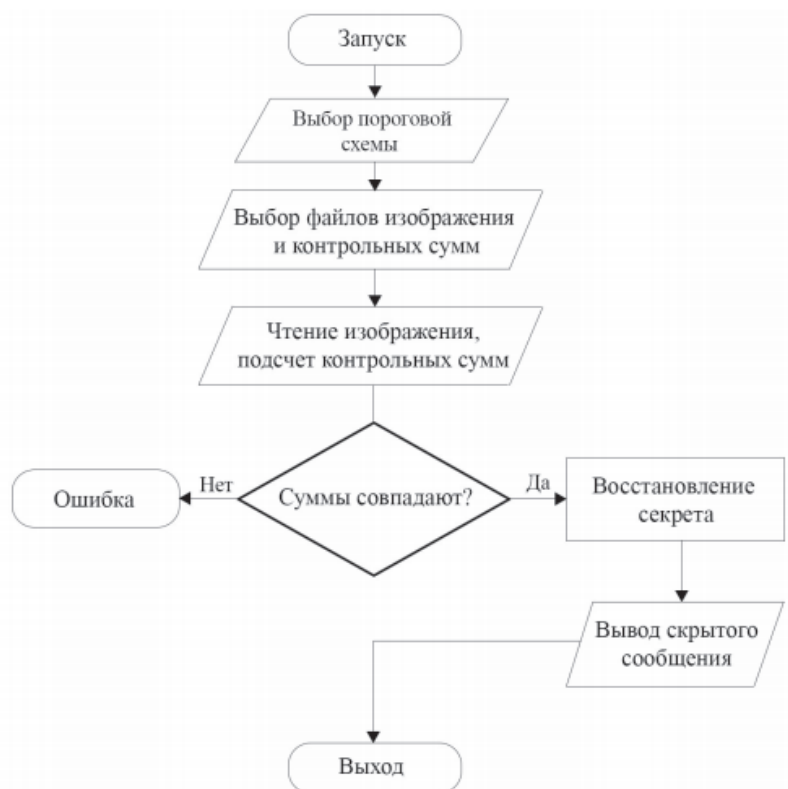 Запуск
Выбор пороговой
схемы
Выбор файлов изображения
и контрольных сумм
Чтение изображения,
подсчет контрольных сумм
Суммы совпадают?
Нет
Ошибка
Да
Восстановление
секрета
Вывод скрытого
сообщения
Выход